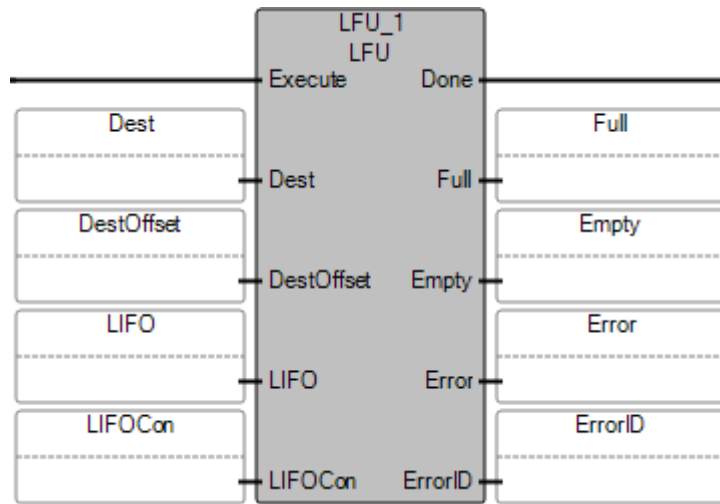 LFU_1
LFU
Execute Done
Dest Full
Dest Full
DestOffset Empty
DestOffset Empty
LIFO Error
LIFO Error
LIFOCon ErrorID
LIFOCon ErrorID